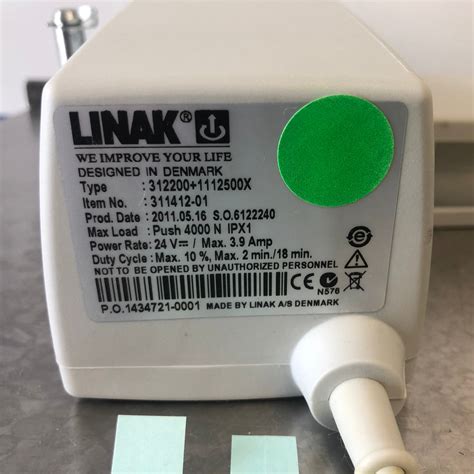 LINAK®
WE IMPROVE YOUR LIFE
DESIGNED IN DENMARK
Type : 312200+1112500X
Item No. : 311412-01
Prod. Date : 2011.05.16 S.O.6122240
Max Load : Push 4000 N IPX1
Power Rate: 24 V⎓ / Max. 3.9 Amp
Duty Cycle : Max. 10 %, Max. 2 min./18 min.
NOT TO BE OPENED BY UNAUTHORIZED PERSONNEL
CE
N576
P.O.1434721-0001 MADE BY LINAK A/S DENMARK